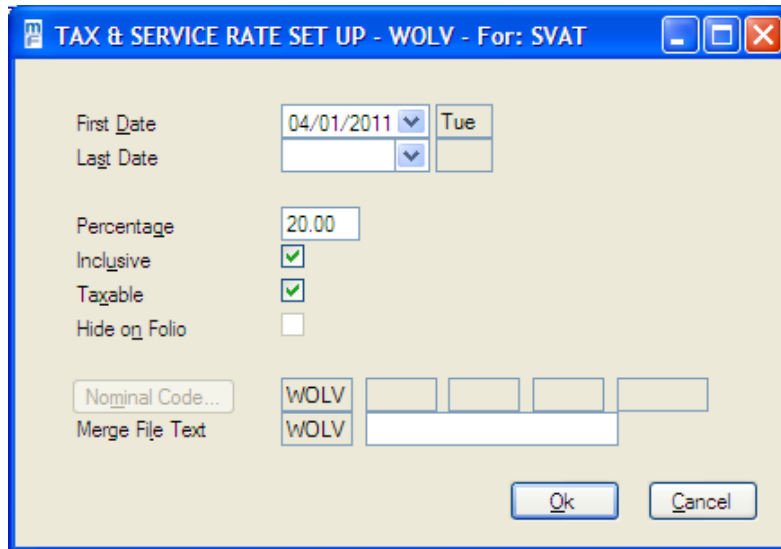 TAX & SERVICE RATE SET UP - WOLV - For: SVAT
First Date 04/01/2011 Tue
Last Date
Percentage 20.00
Inclusive
Taxable
Hide on Folio
Nominal Code... WOLV
Merge File Text WOLV
Ok Cancel